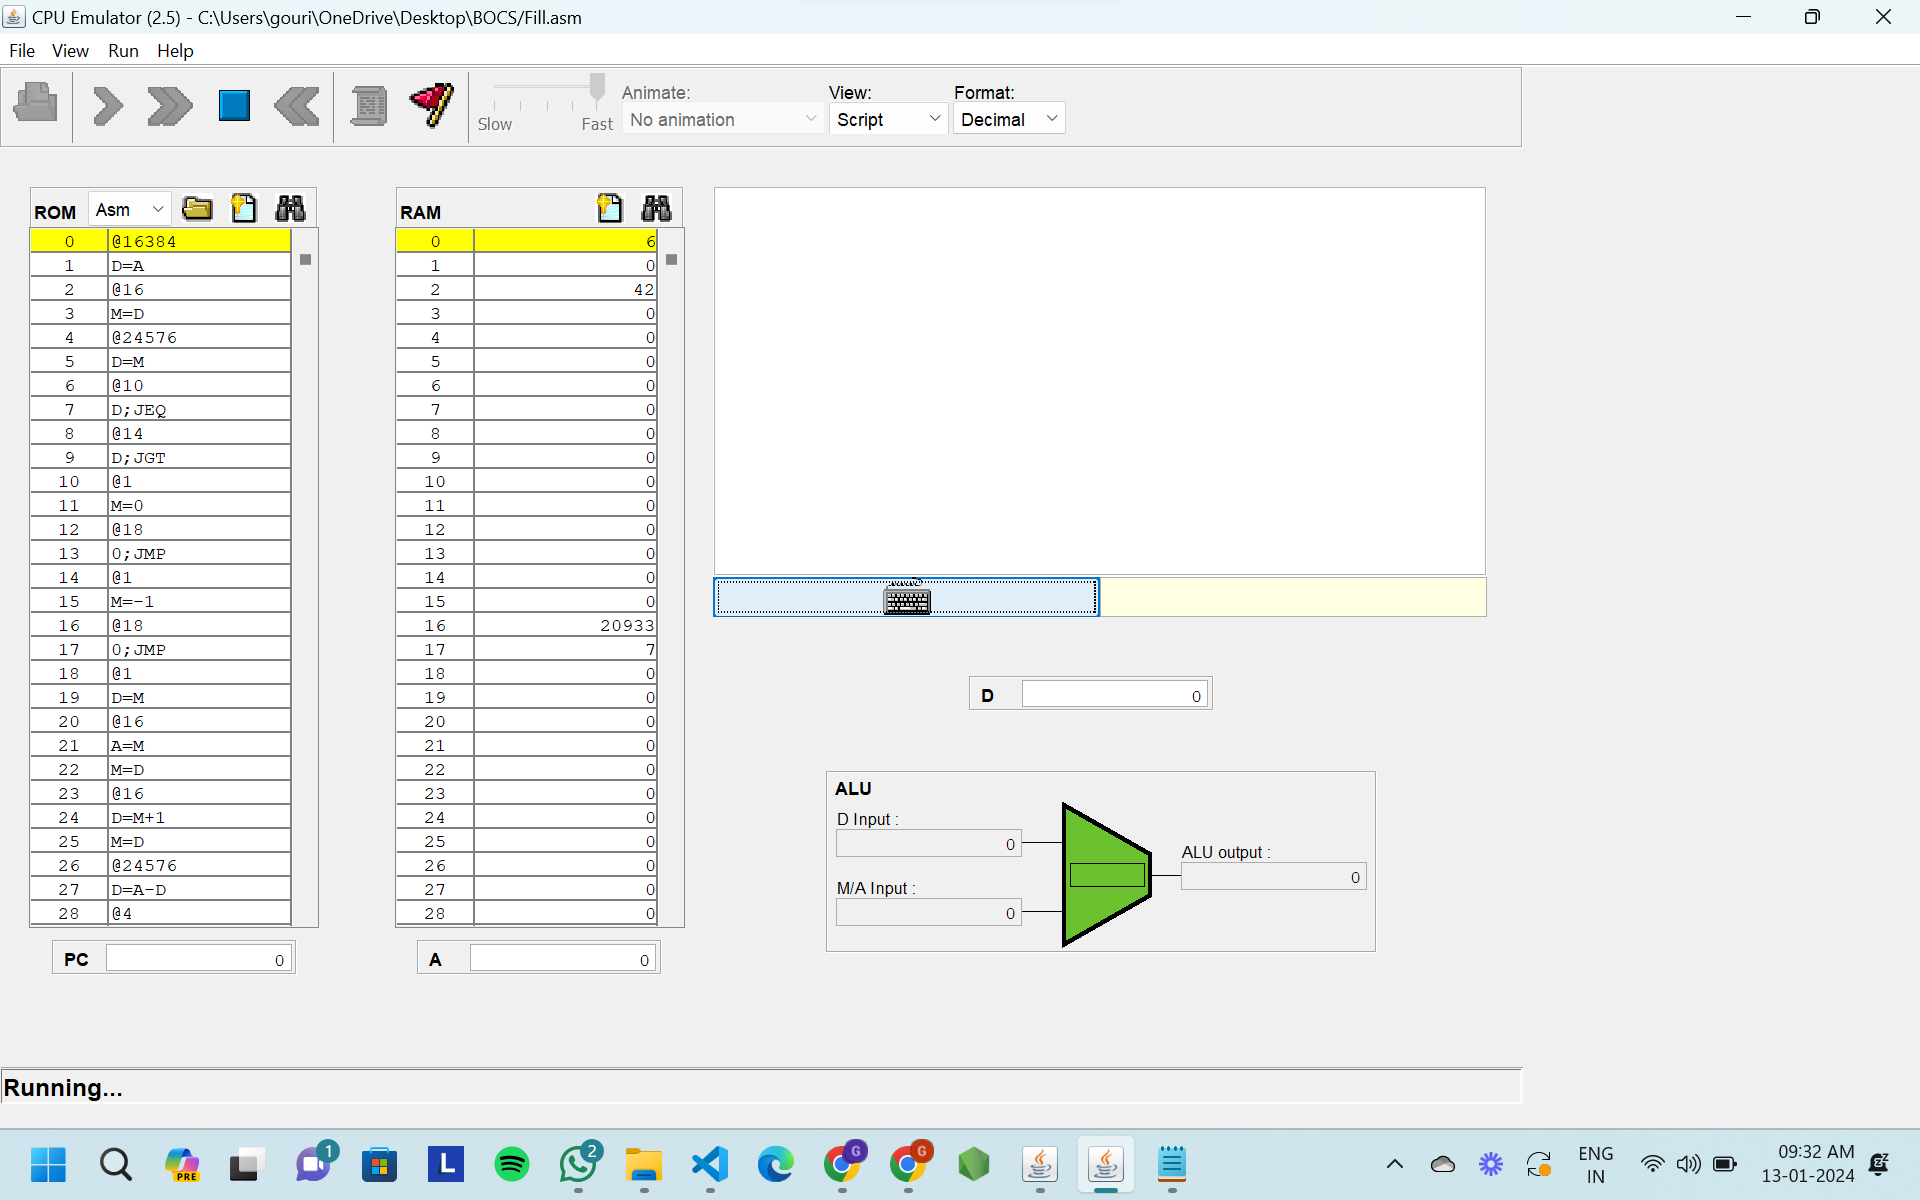 CPU Emulator (2.5) - C:\Users\gouri\OneDrive\Desktop\BOCS/Fill.asm
File View Run Help
Slow Fast
Animate:
No animation
View:
Script
Format:
Decimal
ROM Asm
0 @16384
1 D=A
2 @16
3 M=D
4 @24576
5 D=M
6 @10
7 D;JEQ
8 @14
9 D;JGT
10 @1
11 M=0
12 @18
13 0;JMP
14 @1
15 M=-1
16 @18
17 0;JMP
18 @1
19 D=M
20 @16
21 A=M
22 M=D
23 @16
24 D=M+1
25 M=D
26 @24576
27 D=A-D
28 @4
PC 0
RAM
0 6
1 0
2 42
3 0
4 0
5 0
6 0
7 0
8 0
9 0
10 0
11 0
12 0
13 0
14 0
15 0
16 20933
17 7
18 0
19 0
20 0
21 0
22 0
23 0
24 0
25 0
26 0
27 0
28 0
A 0
D 0
ALU
D Input :
0
M/A Input :
0
ALU output :
0
Running...
PRE
1
L
2
G
G
ENG
IN
09:32 AM
13-01-2024